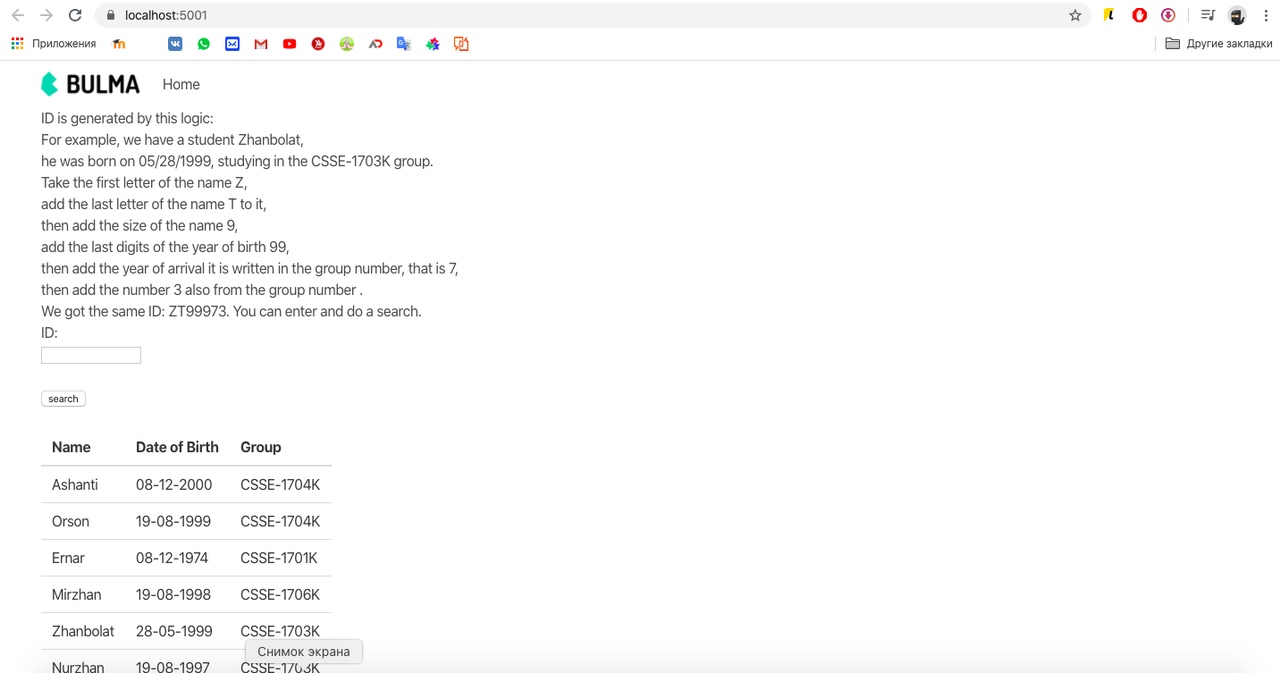 localhost:5001
Приложения
Другие закладки
BULMA Home
ID is generated by this logic:
For example, we have a student Zhanbolat,
he was born on 05/28/1999, studying in the CSSE-1703K group.
Take the first letter of the name Z,
add the last letter of the name T to it,
then add the size of the name 9,
add the last digits of the year of birth 99,
then add the year of arrival it is written in the group number, that is 7,
then add the number 3 also from the group number .
We got the same ID: ZT99973. You can enter and do a search.
ID:
search
Name Date of Birth Group
Ashanti 08-12-2000 CSSE-1704K
Orson 19-08-1999 CSSE-1704K
Ernar 08-12-1974 CSSE-1701K
Mirzhan 19-08-1998 CSSE-1706K
Zhanbolat 28-05-1999 CSSE-1703K
Снимок экрана
Nurzhan 19-08-1997 CSSE-1703K